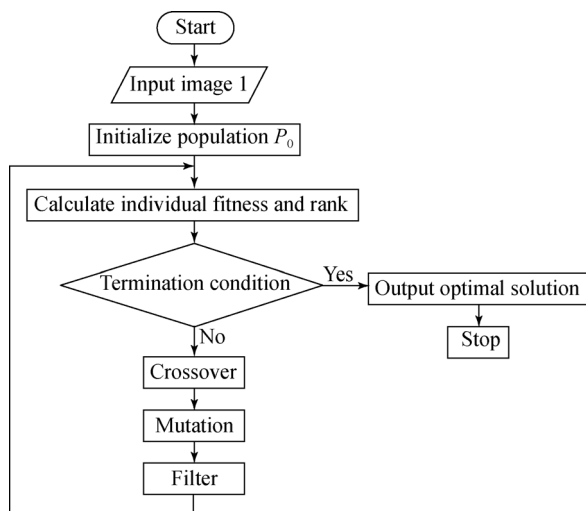 Start
Input image 1
Initialize population P₀
Calculate individual fitness and rank
Termination condition
Yes
Output optimal solution
Stop
No
Crossover
Mutation
Filter